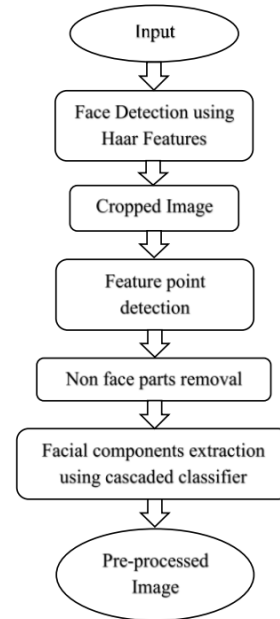 Input
Face Detection using
Haar Features
Cropped Image
Feature point
detection
Non face parts removal
Facial components extraction
using cascaded classifier
Pre-processed
Image